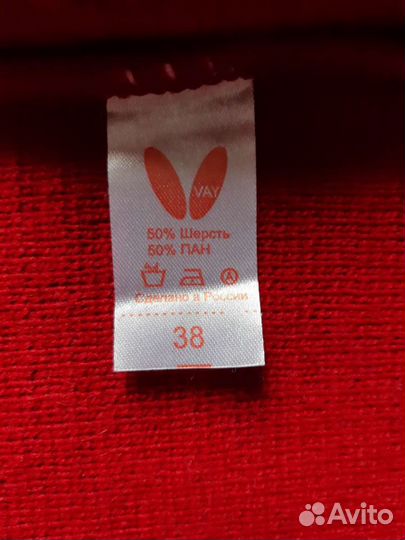 VAY
50% Шерсть
50% ПАН
A
Сделано в России
38
Avito